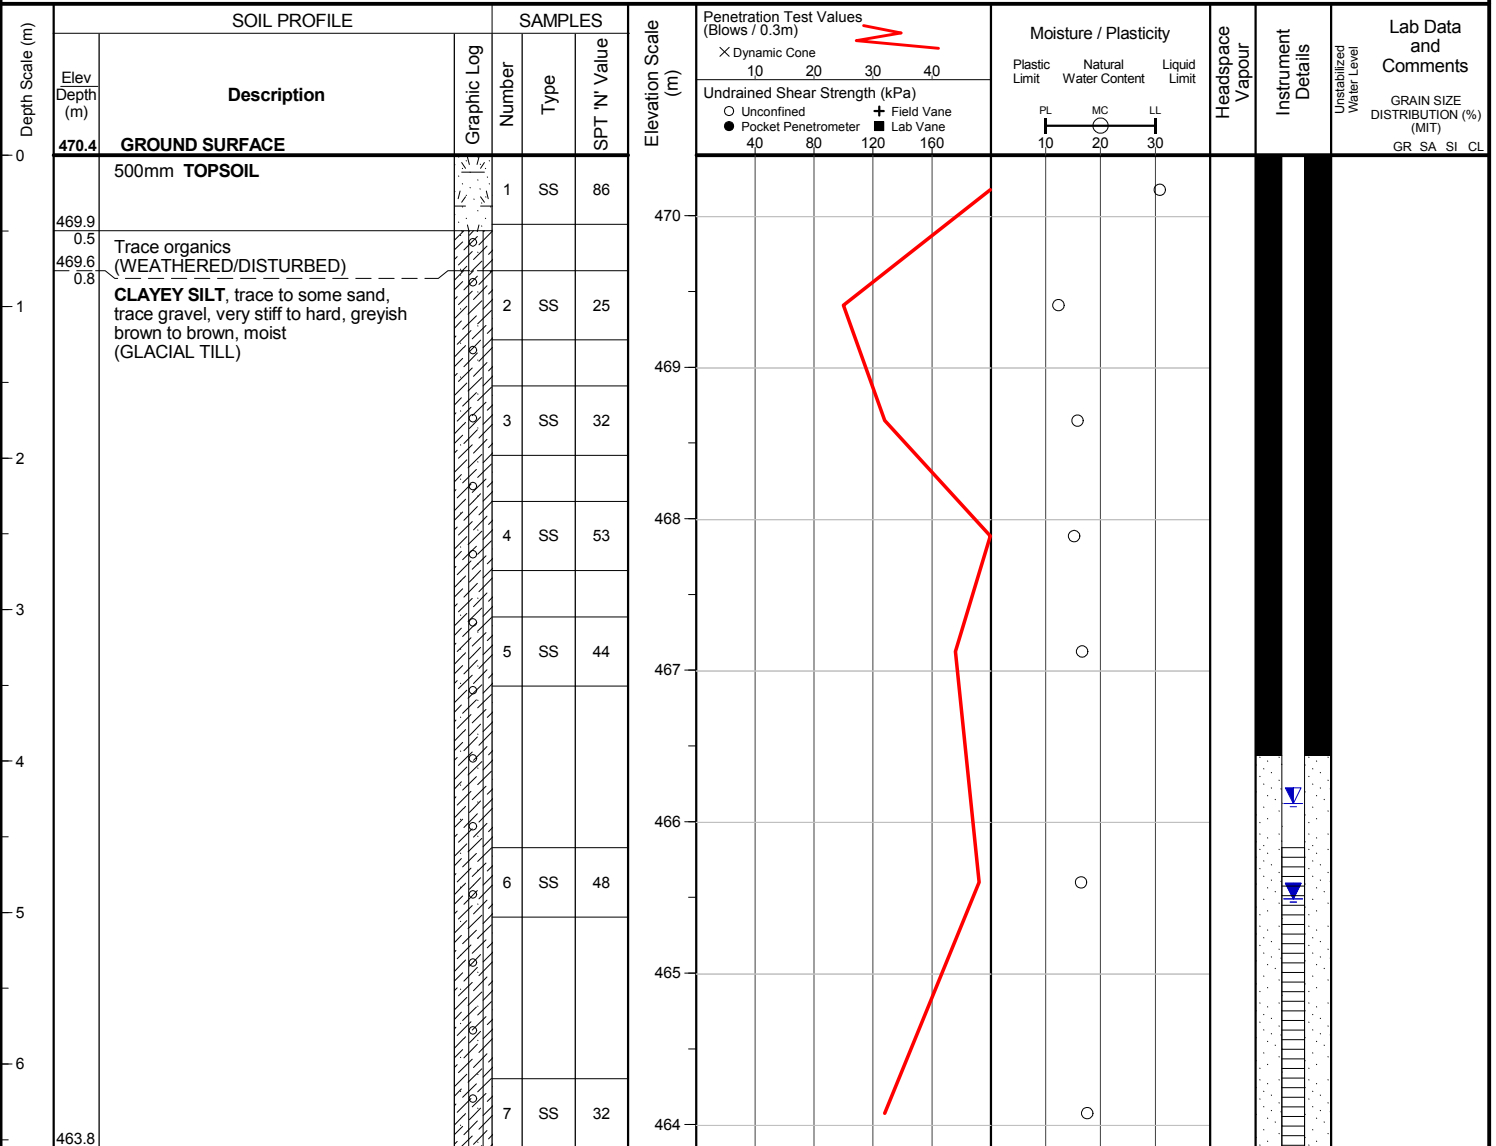 SOIL PROFILE
SAMPLES
Depth Scale (m)
Elev
Depth
(m)
Description
Graphic Log
Number
Type
SPT 'N' Value
Elevation Scale
(m)
Penetration Test Values
(Blows / 0.3m)
× Dynamic Cone
10 20 30 40
Undrained Shear Strength (kPa)
Unconfined
Field Vane
Pocket Penetrometer
Lab Vane
40 80 120 160
Moisture / Plasticity
Plastic
Limit
Natural
Water Content
Liquid
Limit
PL MC LL
10 20 30
Headspace
Vapour
Instrument
Details
Unstabilized
Water Level
Lab Data
and
Comments
GRAIN SIZE
DISTRIBUTION (%)
(MIT)
GR SA SI CL
470.4 GROUND SURFACE
0
500mm TOPSOIL
1 SS 86
470
469.9
0.5
Trace organics
(WEATHERED/DISTURBED)
469.6
0.8
CLAYEY SILT, trace to some sand,
trace gravel, very stiff to hard, greyish
brown to brown, moist
(GLACIAL TILL)
1
2 SS 25
469
3 SS 32
2
468
4 SS 53
3
5 SS 44
467
4
466
6 SS 48
5
465
6
7 SS 32
464
463.8